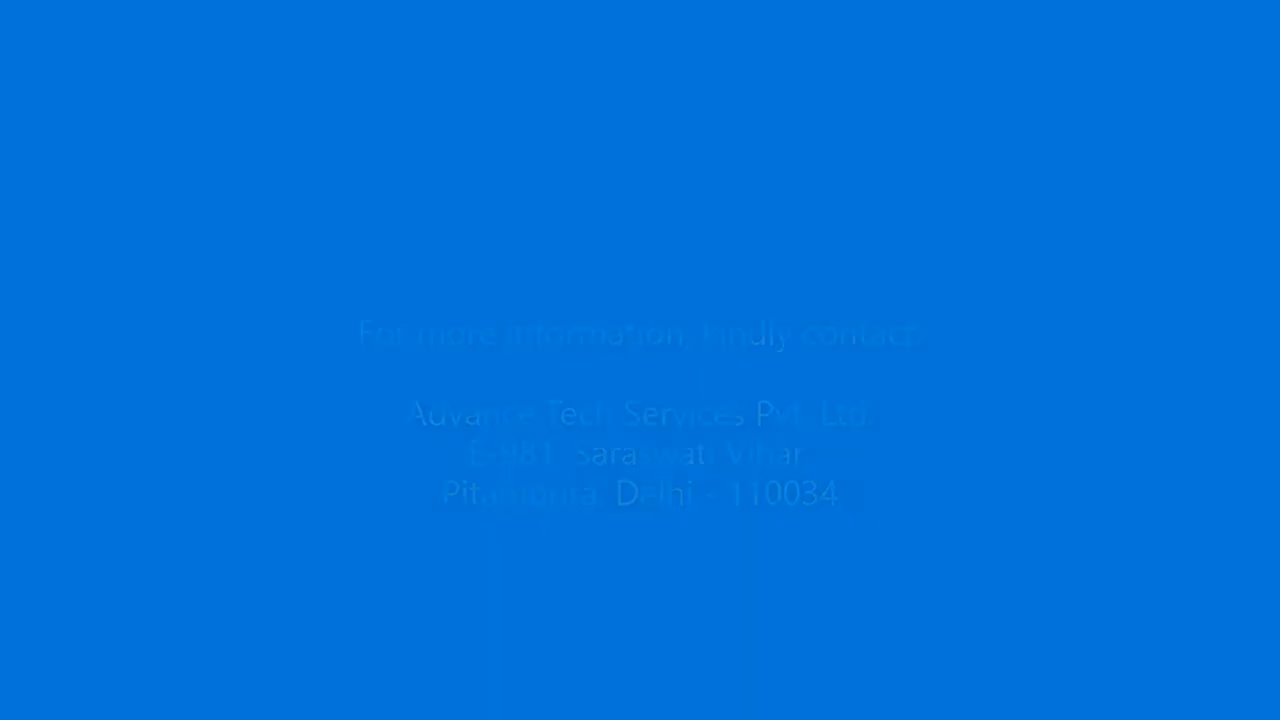 For more information, kindly contact:
Advance Tech Services Pvt. Ltd.
E-981, Saraswati Vihar,
Pitampura, Delhi - 110034